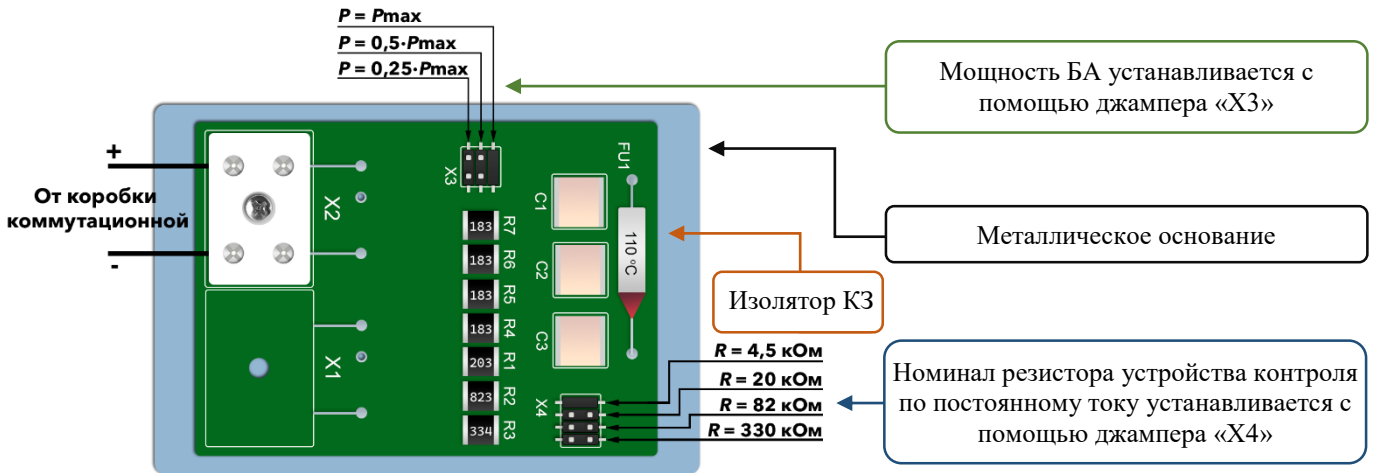 P = Pmax
P = 0,5·Pmax
P = 0,25·Pmax
Мощность БА устанавливается с
помощью джампера «X3»
+
От коробки
коммутационной
-
X2
X1
X3
FU1
110 ºC
C1
C2
C3
183
R7
183
R6
183
R5
183
R4
203
R1
823
R2
334
R3
X4
Металлическое основание
Изолятор КЗ
R = 4,5 кОм
R = 20 кОм
R = 82 кОм
R = 330 кОм
Номинал резистора устройства контроля
по постоянному току устанавливается с
помощью джампера «X4»